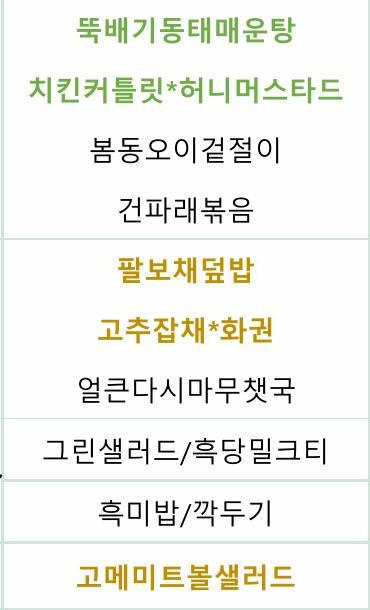 뚝배기동태매운탕
치킨커틀릿*허니머스타드
봄동오이겉절이
건파래볶음
팔보채덮밥
고추잡채*화권
얼큰다시마무챗국
그린샐러드/흑당밀크티
흑미밥/깍두기
고메미트볼샐러드